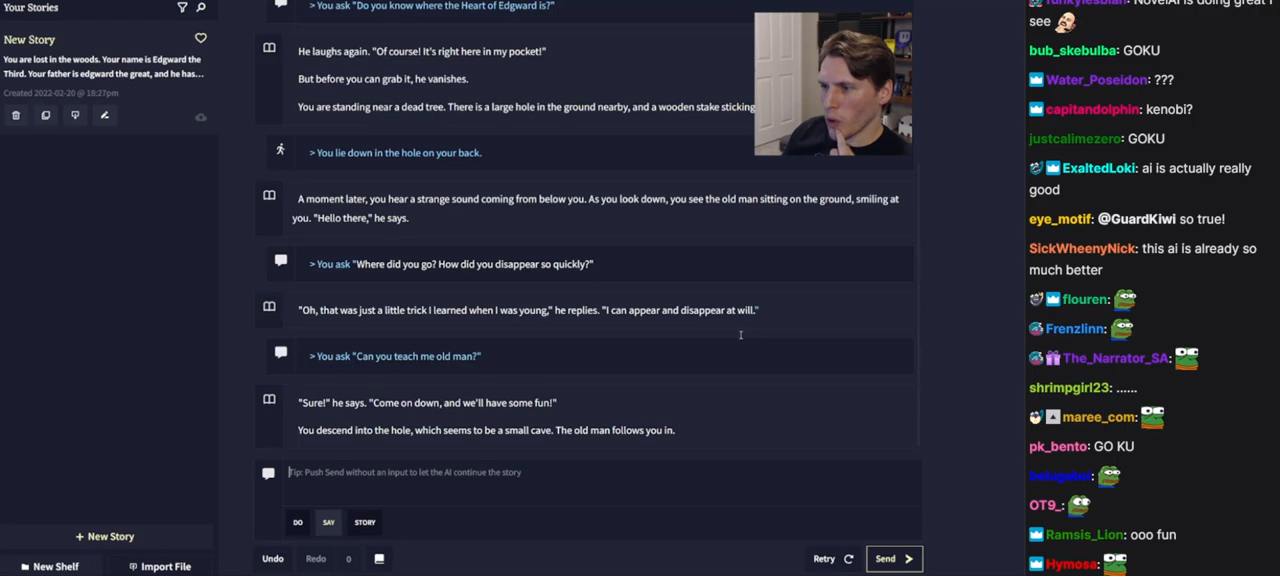 Your Stories
New Story
You are lost in the woods. Your name is Edgward the
Third. Your father is edgward the great, and he has...
Created 2022-02-20 @ 18:27pm
+ New Story
New Shelf
Import File
> You ask "Do you know where the Heart of Edgward is?"
He laughs again. "Of course! It's right here in my pocket!"
But before you can grab it, he vanishes.
You are standing near a dead tree. There is a large hole in the ground nearby, and a wooden stake sticking
> You lie down in the hole on your back.
A moment later, you hear a strange sound coming from below you. As you look down, you see the old man sitting on the ground, smiling at
you. "Hello there," he says.
> You ask "Where did you go? How did you disappear so quickly?"
"Oh, that was just a little trick I learned when I was young," he replies. "I can appear and disappear at will."
> You ask "Can you teach me old man?"
"Sure!" he says. "Come on down, and we'll have some fun!"
You descend into the hole, which seems to be a small cave. The old man follows you in.
Tip: Push Send without an input to let the AI continue the story
DO SAY STORY
Undo Redo 0 Retry Send
NovelAI is doing great I
see
bub_skebulba: GOKU
Water_Poseidon: ???
capitandolphin: kenobi?
justcalimezero: GOKU
ExaltedLoki: ai is actually really
good
eye_motif: @GuardKiwi so true!
SickWheenyNick: this ai is already so
much better
flouren:
Frenzlinn:
The_Narrator_SA:
shrimpgirl23: ......
maree_com:
pk_bento: GO KU
OT9_:
Ramsis_Lion: ooo fun
Hymosa: